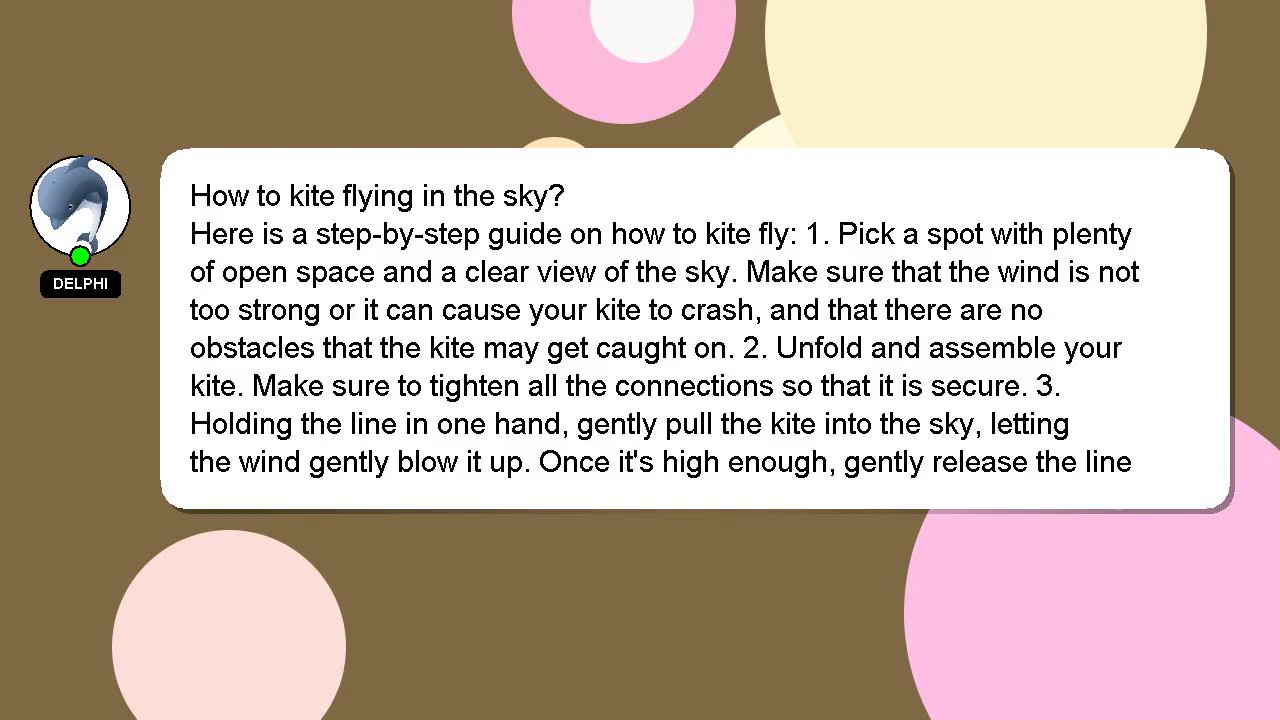 How to kite flying in the sky?
Here is a step-by-step guide on how to kite fly: 1. Pick a spot with plenty
of open space and a clear view of the sky. Make sure that the wind is not
too strong or it can cause your kite to crash, and that there are no
obstacles that the kite may get caught on. 2. Unfold and assemble your
kite. Make sure to tighten all the connections so that it is secure. 3.
Holding the line in one hand, gently pull the kite into the sky, letting
the wind gently blow it up. Once it's high enough, gently release the line
DELPHI